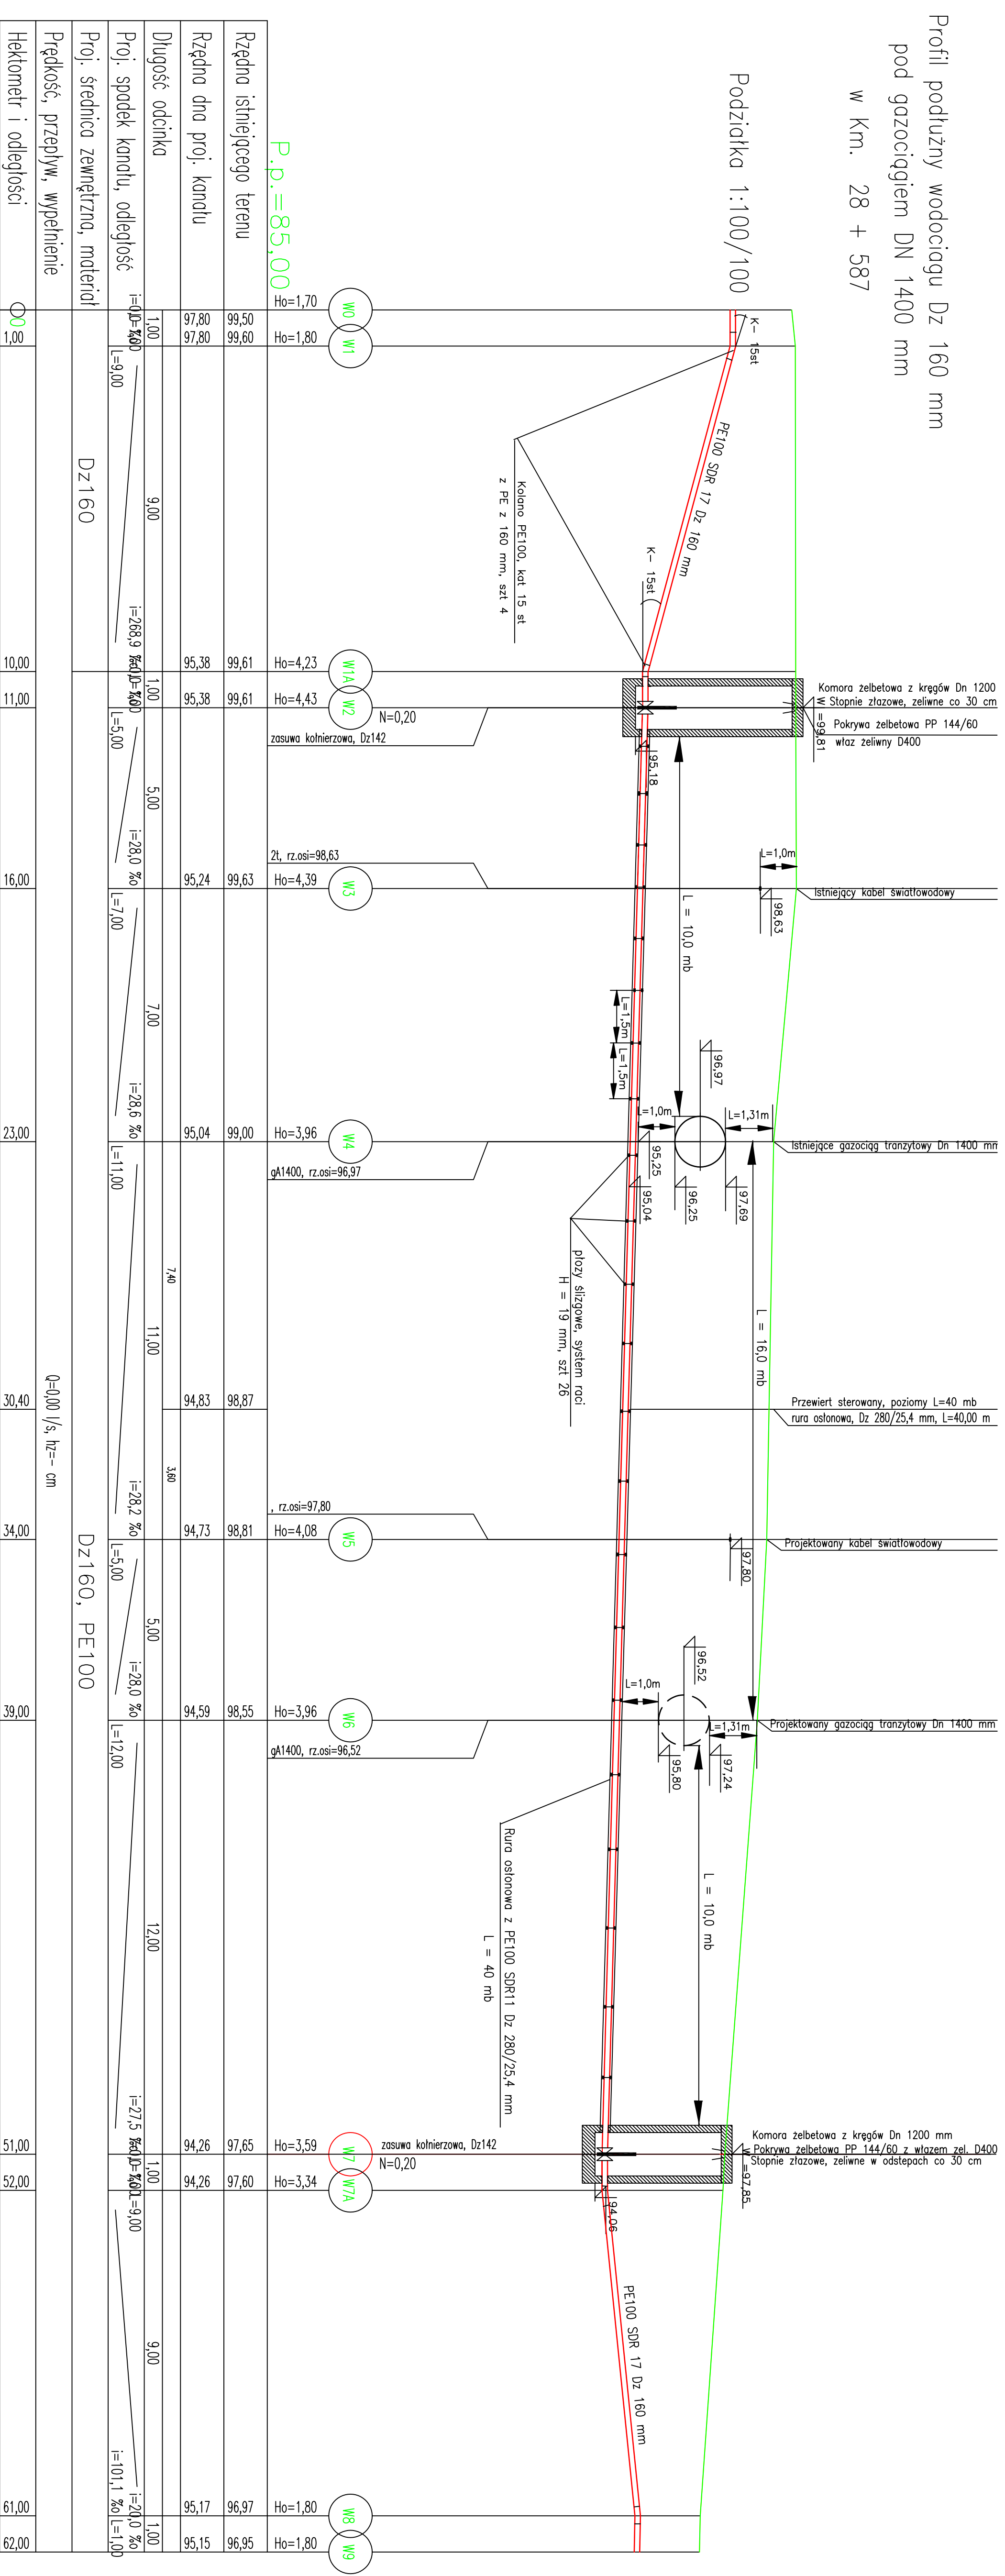 Profil podłużny wodociągu Dz 160 mm
pod gazociągiem DN 1400 mm
w Km. 28 + 587
Podziałka 1:100/100
P.p.=85,00
Komora żelbetowa z kręgów Dn 1200
Stopnie złazowe, zeliwne co 30 cm
W =99,81
Pokrywa żelbetowa PP 144/60
właz żeliwny D400
Istniejący kabel światłowodowy
Istniejące gazociąg tranzytowy Dn 1400 mm
Przewiert sterowany, poziomy L=40 mb
rura osłonowa, Dz 280/25,4 mm, L=40,00 m
Projektowany kabel światłowodowy
Projektowany gazociąg tranzytowy Dn 1400 mm
Komora żelbetowa z kręgów Dn 1200 mm
Pokrywa żelbetowa PP 144/60 z włazem zel. D400
Stopnie złazowe, zeliwne w odstepach co 30 cm
w =97,85
K- 15st
PE100 SDR 17 Dz 160 mm
K- 15st
Kolano PE100, kat 15 st
z PE z 160 mm, szt 4
95,18
L = 10,0 mb
L=1,0m
98,63
L=1,5m
L=1,5m
96,97
L=1,0m
L=1,31m
95,25
95,04
96,25
97,69
płozy ślizgowe, system raci
H = 19 mm, szt 26
L = 16,0 mb
97,80
96,52
L=1,0m
L=1,31m
95,80
97,24
Rura osłonowa z PE100 SDR11 Dz 280/25,4 mm
L = 40 mb
L = 10,0 mb
94,06
PE100 SDR 17 Dz 160 mm
W0 W1 W1A W2 W3 W4 W5 W6 W7 W7A W8 W9
N=0,20
zasuwa kołnierzowa, Dz142
2t, rz.osi=98,63
gA1400, rz.osi=96,97
, rz.osi=97,80
gA1400, rz.osi=96,52
zasuwa kołnierzowa, Dz142
N=0,20
Ho=1,70 Ho=1,80 Ho=4,23 Ho=4,43 Ho=4,39 Ho=3,96 Ho=4,08 Ho=3,96 Ho=3,59 Ho=3,34 Ho=1,80 Ho=1,80
Rzędna istniejącego terenu 99,50 99,60 99,61 99,61 99,63 99,00 98,87 98,81 98,55 97,65 97,60 96,97 96,95
Rzędna dna proj. kanału 97,80 97,80 95,38 95,38 95,24 95,04 94,83 94,73 94,59 94,26 94,26 95,17 95,15
7,40 3,60
Długość odcinka 1,00 9,00 1,00 5,00 7,00 11,00 5,00 12,00 1,00 9,00 1,00
Proj. spadek kanału, odległość i=268,9 ‰ i=28,0 ‰ i=28,6 ‰ i=28,2 ‰ i=28,0 ‰ i=27,5 ‰ i=101,1 ‰ i=20,0 ‰
L=9,00 L=5,00 L=7,00 L=11,00 L=5,00 L=12,00 L=9,00 L=1,00
Proj. średnica zewnętrzna, materiał Dz160 Dz160, PE100
Prędkość, przepływ, wypełnienie Q=0,00 l/s, hz=- cm
Hektometr i odległości 0 1,00 10,00 11,00 16,00 23,00 30,40 34,00 39,00 51,00 52,00 61,00 62,00